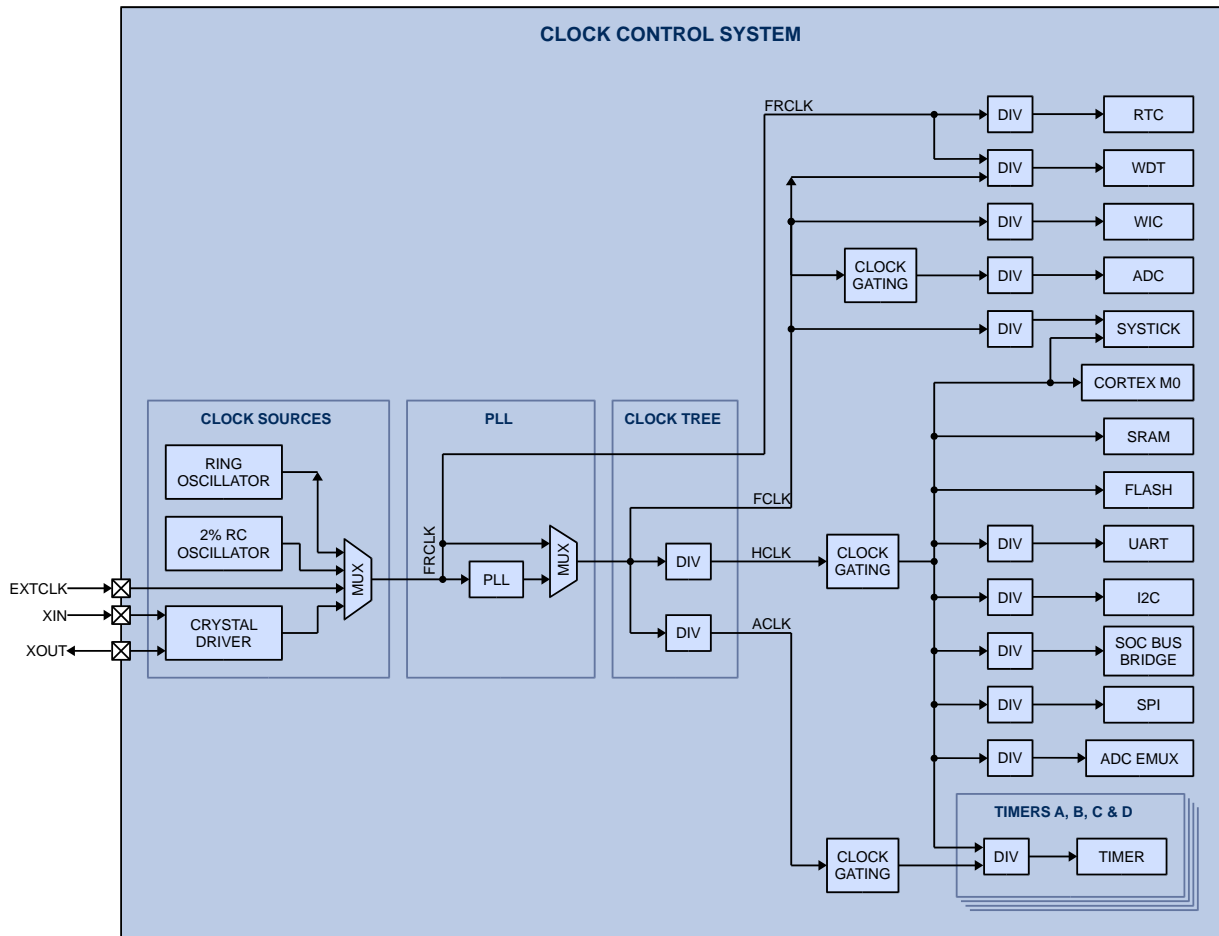 CLOCK CONTROL SYSTEM
FRCLK
DIV
RTC
DIV
WDT
DIV
WIC
CLOCK
GATING
DIV
ADC
DIV
SYSTICK
CORTEX M0
CLOCK SOURCES
PLL
CLOCK TREE
SRAM
RING
OSCILLATOR
FLASH
FCLK
2% RC
OSCILLATOR
FRCLK
MUX
HCLK
CLOCK
GATING
DIV
UART
MUX
PLL
DIV
EXTCLK
DIV
I2C
XIN
CRYSTAL
DRIVER
ACLK
DIV
XOUT
DIV
SOC BUS
BRIDGE
DIV
SPI
DIV
ADC EMUX
TIMERS A, B, C & D
CLOCK
GATING
DIV
TIMER